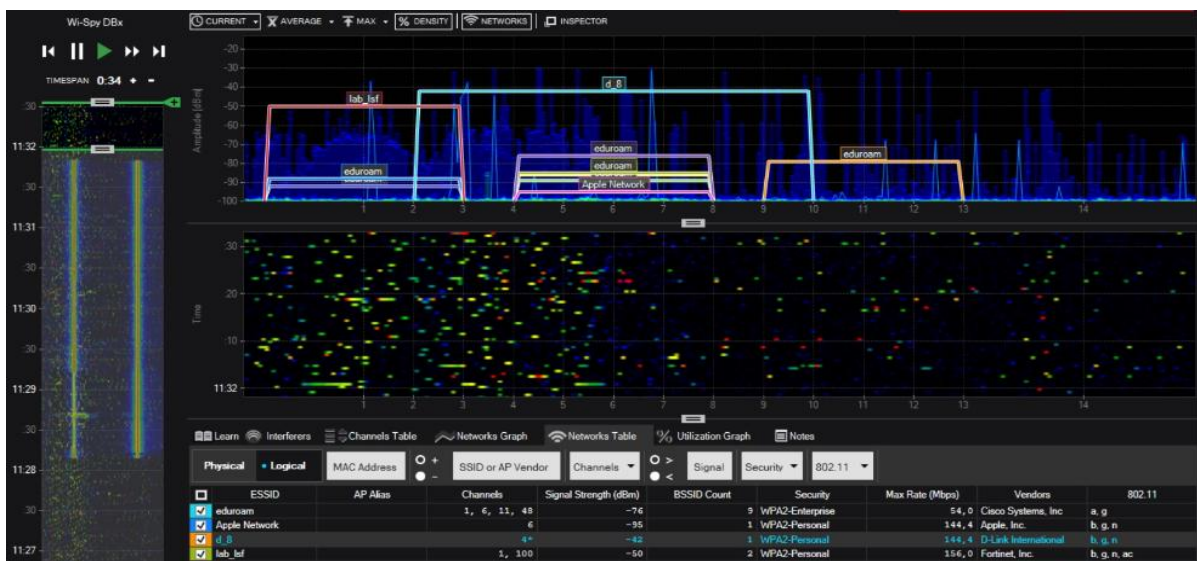 Wi-Spy DBx
CURRENT AVERAGE MAX % DENSITY NETWORKS INSPECTOR
TIMESPAN 0:34 + -
Amplitude [dBm]
-20
-30
-40
-50
-60
-70
-80
-90
-100
lab_lsf
d_8
eduroam
eduroam
eduroam
eduroam
Apple Network
1 2 3 4 5 6 7 8 9 10 11 12 13 14
:30
11:32
:30
11:31
:30
11:30
:30
11:29
:30
11:28
:30
11:27
Time
:30
:20
:10
11:32
1 2 3 4 5 6 7 8 9 10 11 12 13 14
Learn Interferers Channels Table Networks Graph Networks Table Utilization Graph Notes
Physical Logical MAC Address + - SSID or AP Vendor Channels > < Signal Security 802.11
ESSID AP Alias Channels Signal Strength (dBm) BSSID Count Security Max Rate (Mbps) Vendors 802.11
eduroam 1, 6, 11, 48 -76 9 WPA2-Enterprise 54,0 Cisco Systems, Inc a, g
Apple Network 6 -95 1 WPA2-Personal 144,4 Apple, Inc. b, g, n
d_8 4* -42 1 WPA2-Personal 144,4 D-Link International b, g, n
lab_lsf 1, 100 -50 2 WPA2-Personal 156,0 Fortinet, Inc. b, g, n, ac